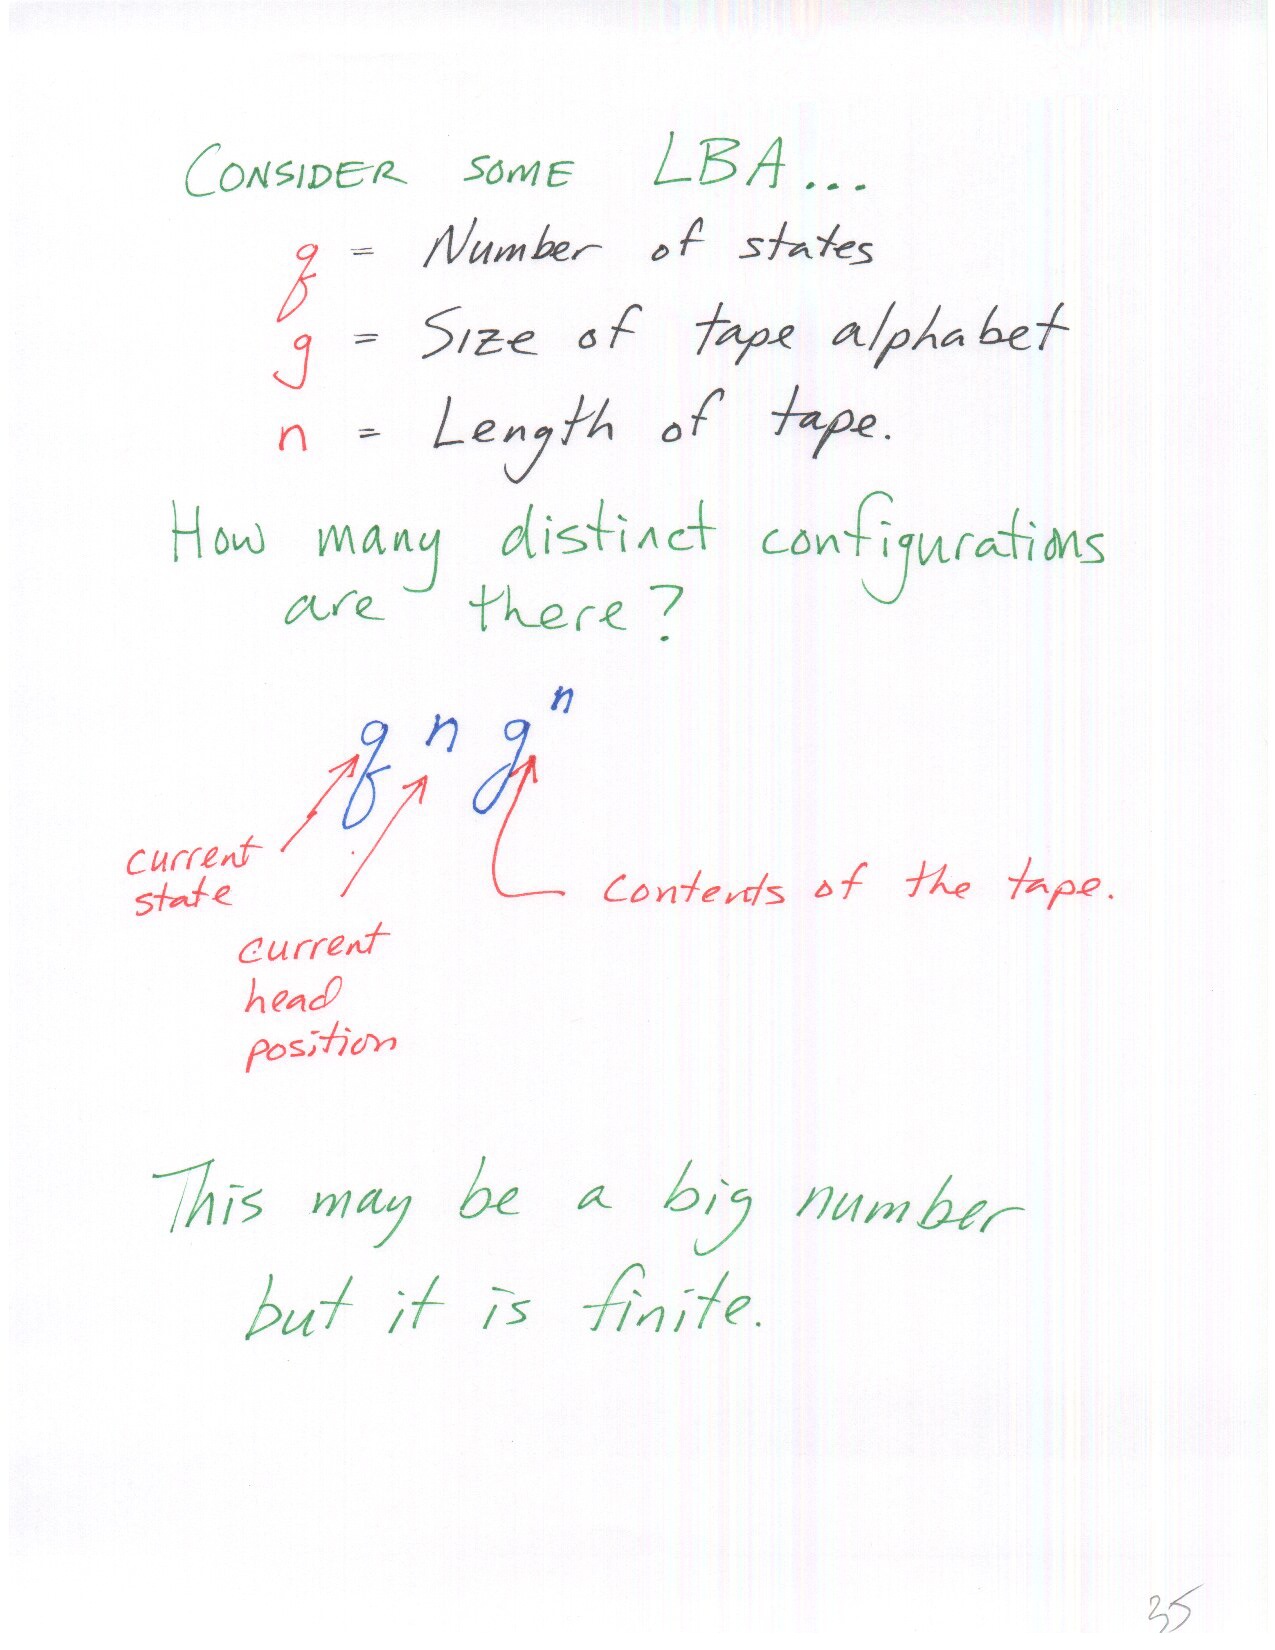 CONSIDER SOME LBA...
q = Number of states
g = Size of tape alphabet
n = Length of tape.
How many distinct configurations
are there?
q n gⁿ
current
state
contents of the tape.
current
head
position
This may be a big number
but it is finite.
35